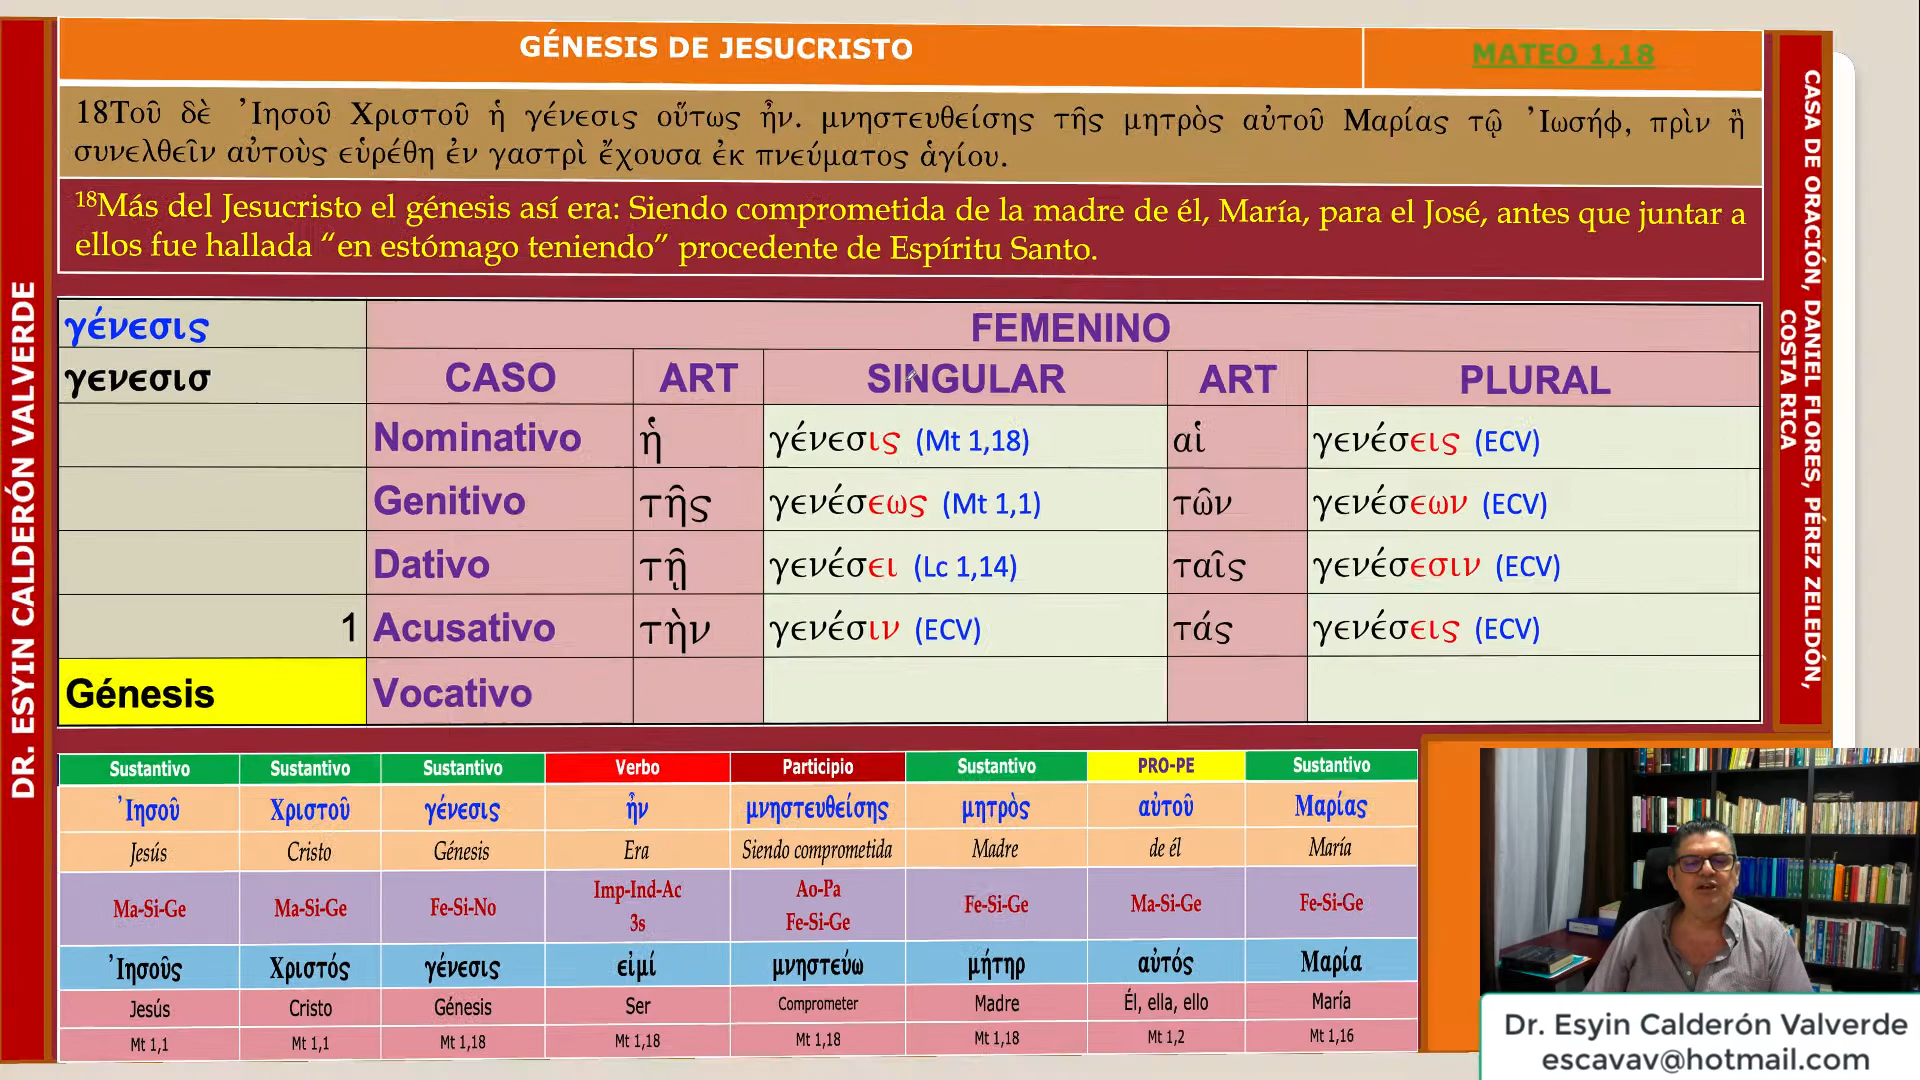 GÉNESIS DE JESUCRISTO
MATEO 1,18
18Τοῦ δὲ Ἰησοῦ Χριστοῦ ἡ γένεσις οὕτως ἦν. μνηστευθείσης τῆς μητρὸς αὐτοῦ Μαρίας τῷ Ἰωσήφ, πρὶν ἢ
συνελθεῖν αὐτοὺς εὑρέθη ἐν γαστρὶ ἔχουσα ἐκ πνεύματος ἁγίου.
18Más del Jesucristo el génesis así era: Siendo comprometida de la madre de él, María, para el José, antes que juntar a
ellos fue hallada “en estómago teniendo” procedente de Espíritu Santo.
DR. ESYIN CALDERÓN VALVERDE
CASA DE ORACIÓN, DANIEL FLORES, PÉREZ ZELEDÓN,
COSTA RICA
γένεσις FEMENINO
γενεσισ CASO ART SINGULAR ART PLURAL
Nominativo ἡ γένεσις (Mt 1,18) αἱ γενέσεις (ECV)
Genitivo τῆς γενέσεως (Mt 1,1) τῶν γενέσεων (ECV)
Dativo τῇ γενέσει (Lc 1,14) ταῖς γενέσεσιν (ECV)
1 Acusativo τὴν γενέσιν (ECV) τάς γενέσεις (ECV)
Génesis Vocativo
Sustantivo Sustantivo Sustantivo Verbo Participio Sustantivo PRO-PE Sustantivo
Ἰησοῦ Χριστοῦ γένεσις ἦν μνηστευθείσης μητρὸς αὐτοῦ Μαρίας
Jesús Cristo Génesis Era Siendo comprometida Madre de él María
Ma-Si-Ge Ma-Si-Ge Fe-Si-No Imp-Ind-Ac Ao-Pa Fe-Si-Ge Ma-Si-Ge Fe-Si-Ge
3s Fe-Si-Ge
Ἰησοῦς Χριστός γένεσις εἰμί μνηστεύω μήτηρ αὐτός Μαρία
Jesús Cristo Génesis Ser Comprometer Madre Él, ella, ello María
Mt 1,1 Mt 1,1 Mt 1,18 Mt 1,18 Mt 1,18 Mt 1,18 Mt 1,2 Mt 1,16
Dr. Esyin Calderón Valverde
escavav@hotmail.com